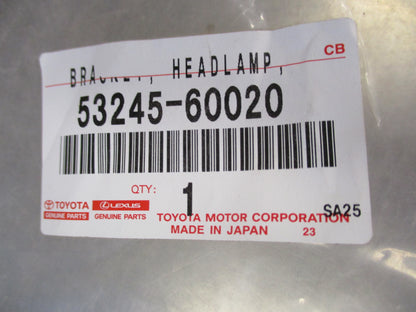 CB
BRACKET, HEADLAMP,
53245-60020
QTY: 1
TOYOTA LEXUS
GENUINE PARTS GENUINE PARTS
TOYOTA MOTOR CORPORATION SA25
MADE IN JAPAN 23